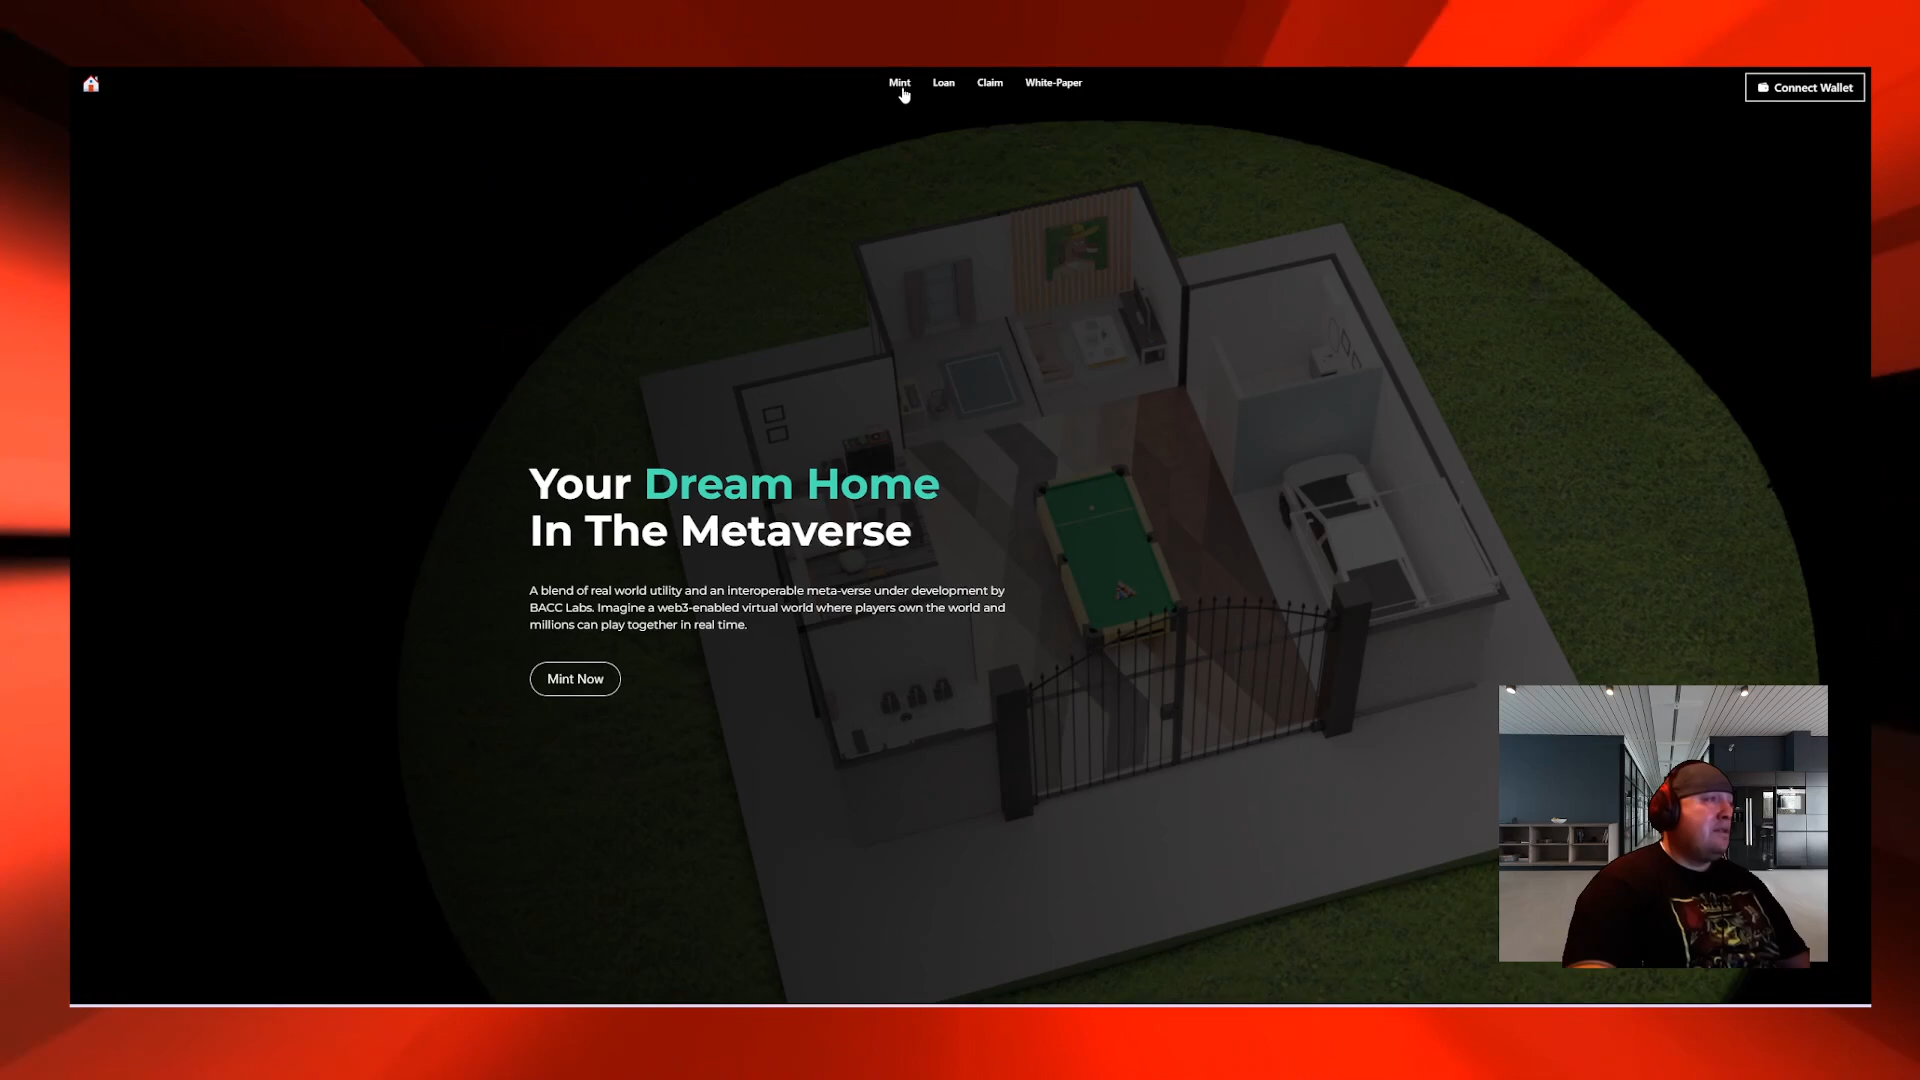 Mint Loan Claim White-Paper
Connect Wallet
Your Dream Home
In The Metaverse
A blend of real world utility and an interoperable meta-verse under development by
BACC Labs. Imagine a web3-enabled virtual world where players own the world and
millions can play together in real time.
Mint Now